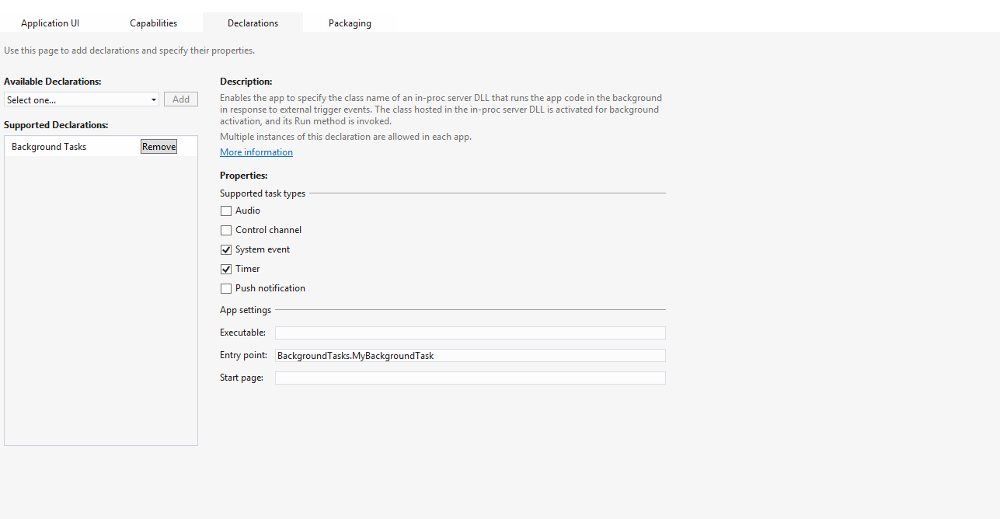 Application UI Capabilities Declarations Packaging
Use this page to add declarations and specify their properties.
Available Declarations:
Select one...
Add
Supported Declarations:
Background Tasks
Remove
Description:
Enables the app to specify the class name of an in-proc server DLL that runs the app code in the background
in response to external trigger events. The class hosted in the in-proc server DLL is activated for background
activation, and its Run method is invoked.
Multiple instances of this declaration are allowed in each app.
More information
Properties:
Supported task types
Audio
Control channel
System event
Timer
Push notification
App settings
Executable:
Entry point: BackgroundTasks.MyBackgroundTask
Start page: